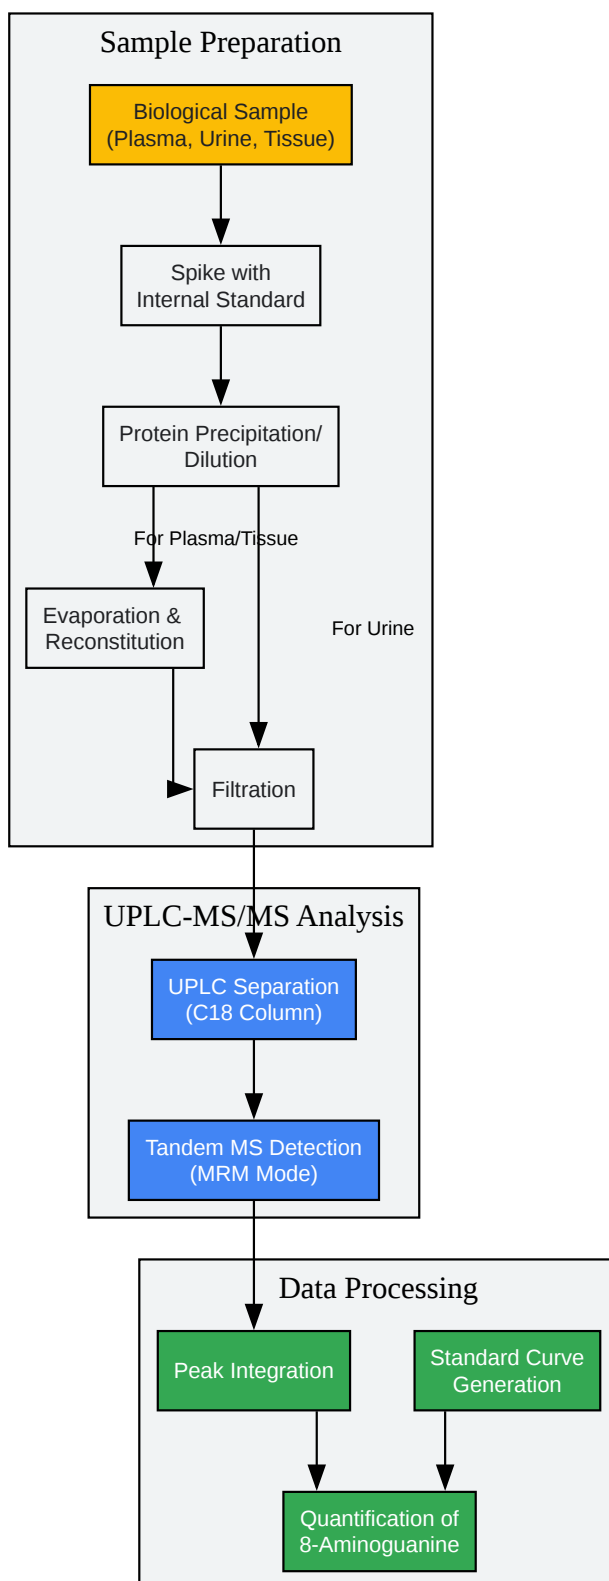 Sample Preparation
Biological Sample
(Plasma, Urine, Tissue)
Spike with
Internal Standard
Protein Precipitation/
Dilution
For Plasma/Tissue
Evaporation &
Reconstitution
For Urine
Filtration
UPLC-MS/MS Analysis
UPLC Separation
(C18 Column)
Tandem MS Detection
(MRM Mode)
Data Processing
Peak Integration
Standard Curve
Generation
Quantification of
8-Aminoguanine